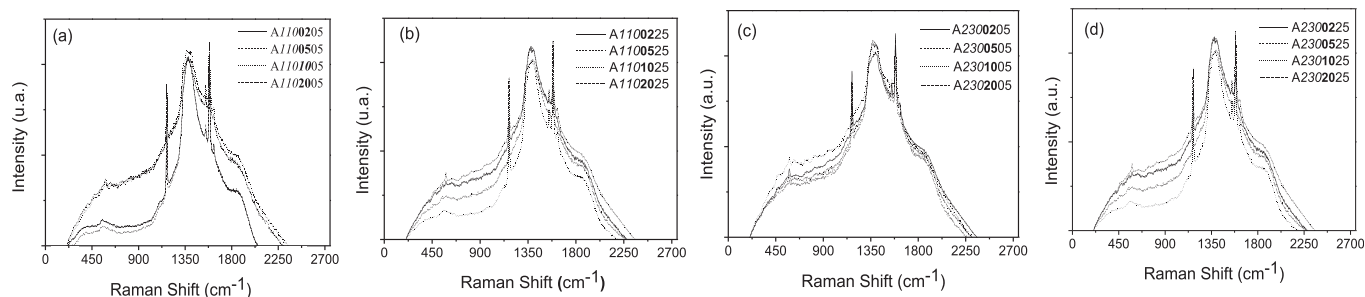 (a)
A1100205
A1100505
A1101005
A1102005
Intensity (u.a.)
450 900 1350 1800 2250 2700
Raman Shift (cm-1)
(b)
A1100225
A1100525
A1101025
A1102025
Intensity (u.a.)
0 450 900 1350 1800 2250 2700
Raman Shift (cm-1)
(c)
A2300205
A2300505
A2301005
A2302005
Intensity (a.u.)
0 450 900 1350 1800 2250 2700
Raman Shift (cm-1)
(d)
A2300225
A2300525
A2301025
A2302025
Intensity (a.u.)
0 450 900 1350 1800 2250 2700
Raman Shift (cm-1)